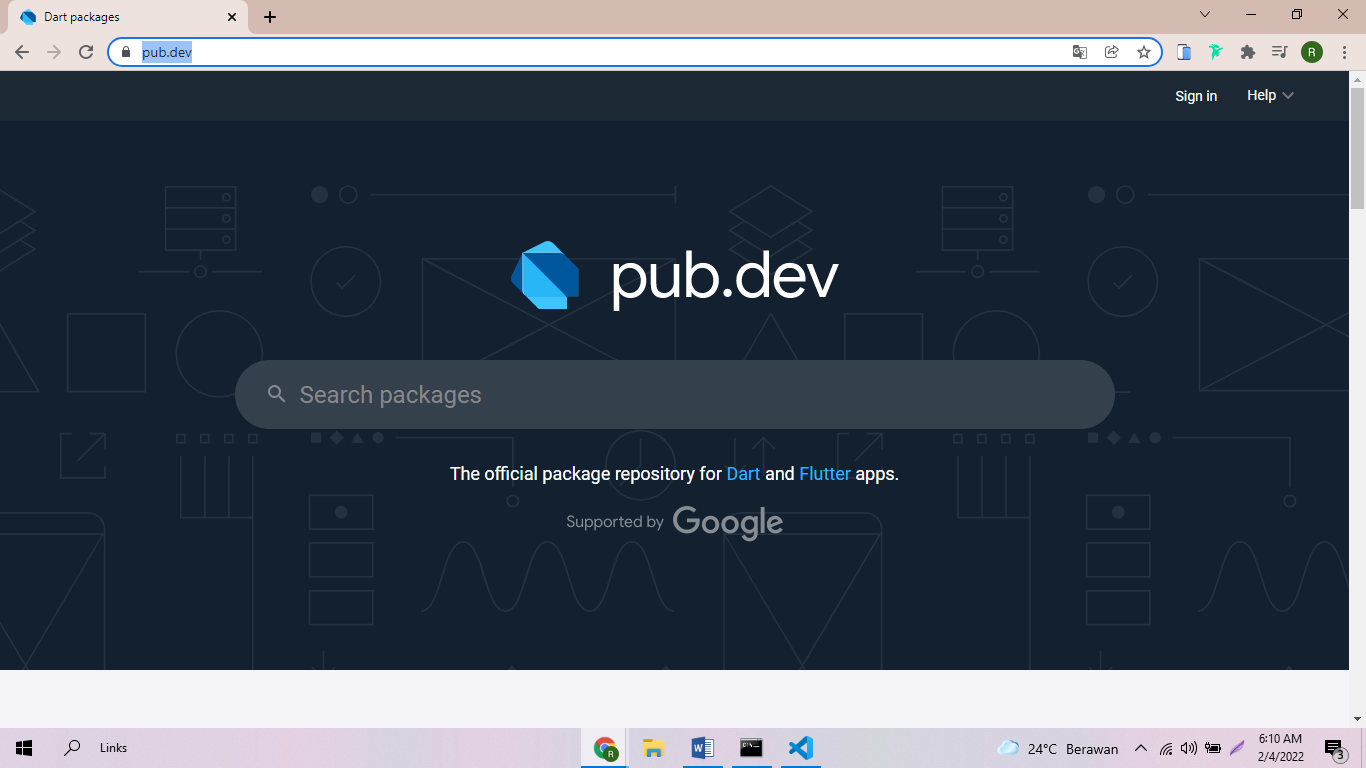 Dart packages
pub.dev
R
Sign in
Help
pub.dev
Search packages
The official package repository for Dart and Flutter apps.
Supported by Google
Links
R
24°C Berawan
6:10 AM
2/4/2022
3